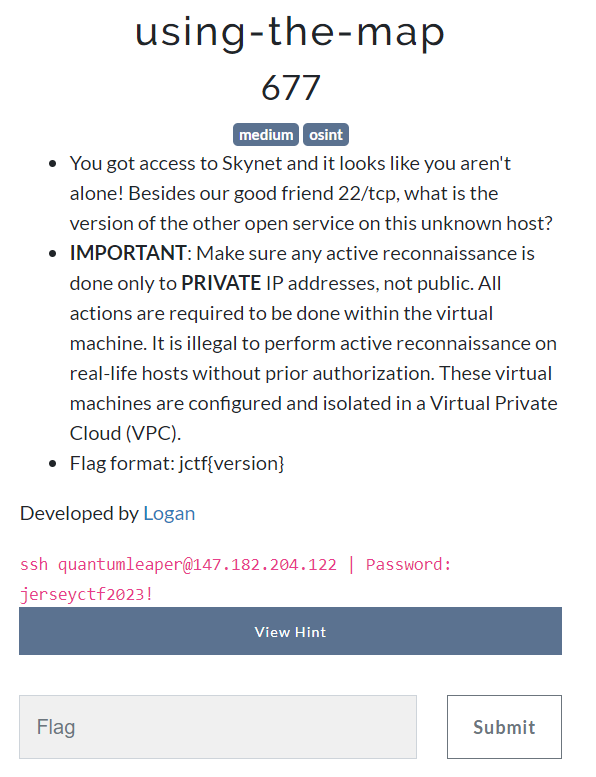 using-the-map
677
medium osint
You got access to Skynet and it looks like you aren't
alone! Besides our good friend 22/tcp, what is the
version of the other open service on this unknown host?
IMPORTANT: Make sure any active reconnaissance is
done only to PRIVATE IP addresses, not public. All
actions are required to be done within the virtual
machine. It is illegal to perform active reconnaissance on
real-life hosts without prior authorization. These virtual
machines are configured and isolated in a Virtual Private
Cloud (VPC).
Flag format: jctf{version}
Developed by Logan
ssh quantumleaper@147.182.204.122 | Password:
jerseyctf2023!
View Hint
Flag
Submit